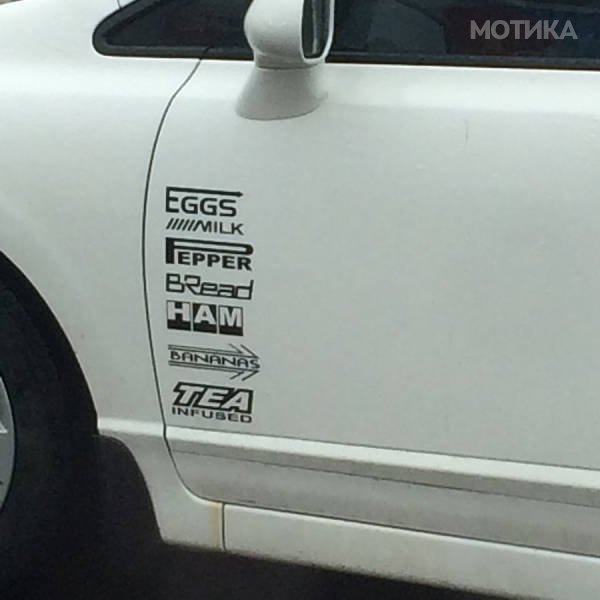 МОТИКА
EGGS
/////MILK
PEPPER
BRead
HAM
BANANAS
TEA
INFUSED